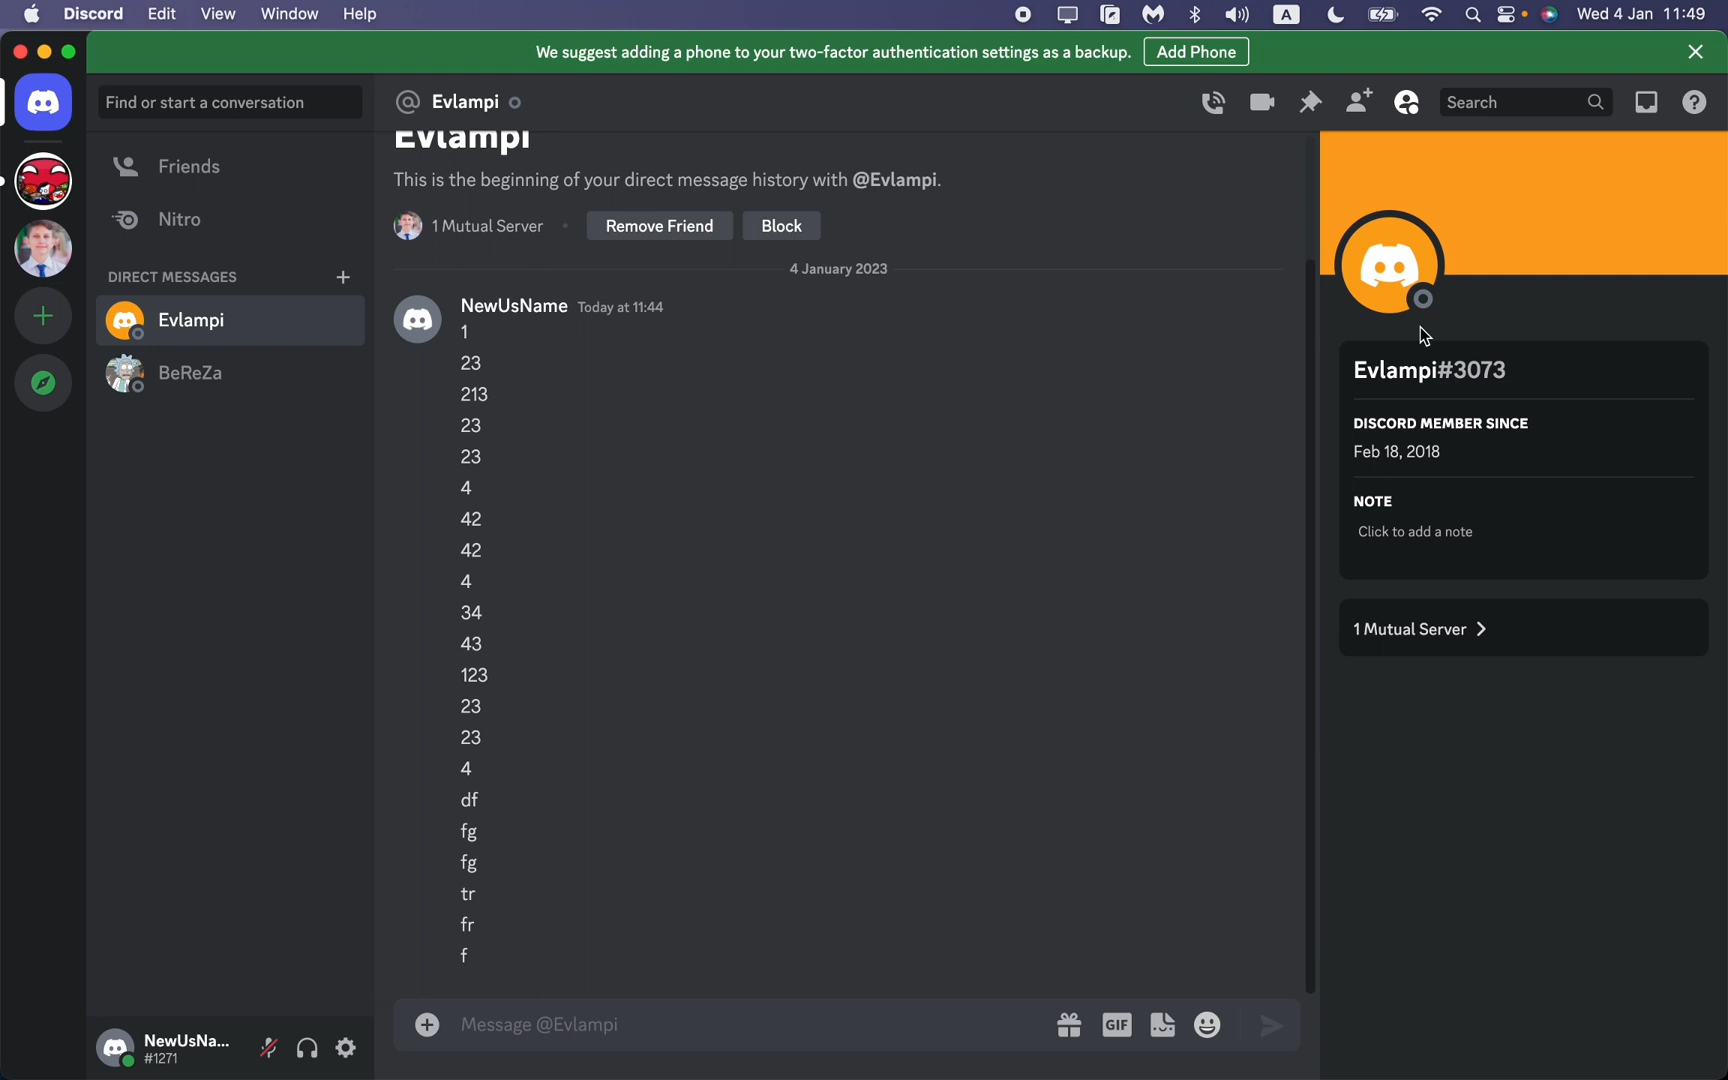 Discord Edit View Window Help
A
Wed 4 Jan 11:49
We suggest adding a phone to your two-factor authentication settings as a backup. Add Phone
Find or start a conversation
Friends
Nitro
DIRECT MESSAGES
Evlampi
BeReZa
NewUsNa...
#1271
Evlampi
Search
Evlampi
This is the beginning of your direct message history with @Evlampi.
1 Mutual Server • Remove Friend Block
4 January 2023
NewUsName Today at 11:44
1
23
213
23
23
4
42
42
4
34
43
123
23
23
4
df
fg
fg
tr
fr
f
Message @Evlampi
GIF
Evlampi#3073
DISCORD MEMBER SINCE
Feb 18, 2018
NOTE
Click to add a note
1 Mutual Server